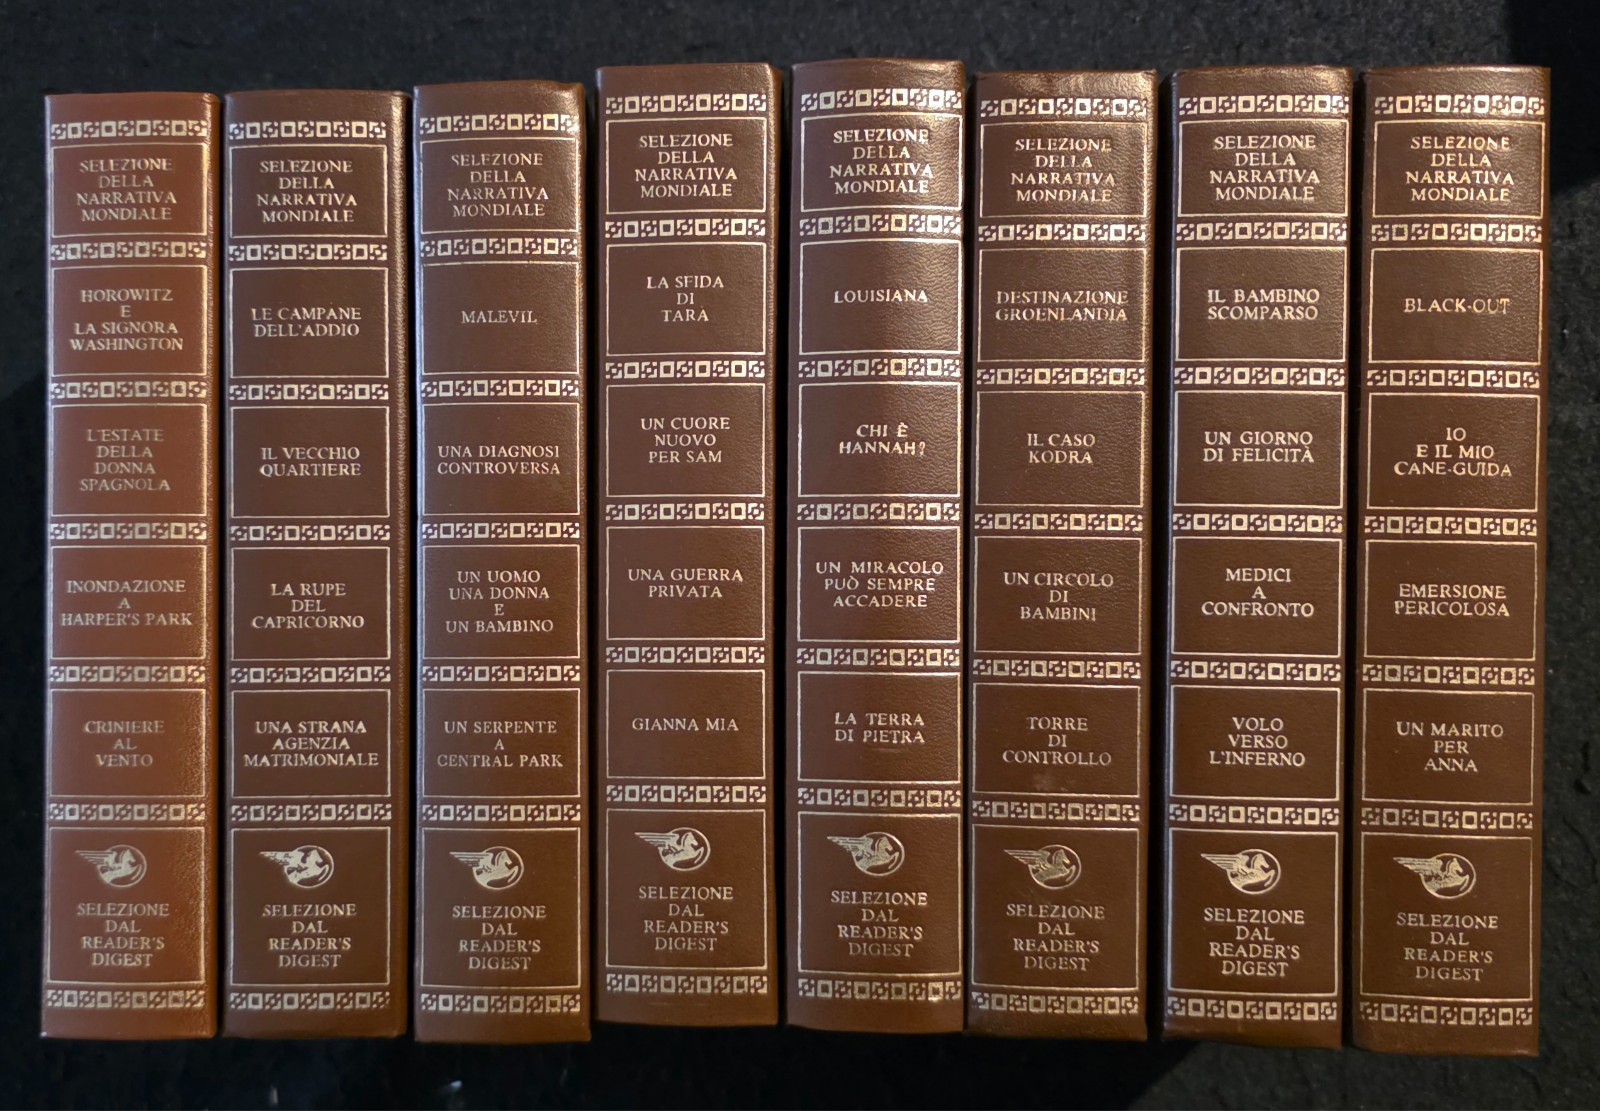 SELEZIONE
DELLA
NARRATIVA
MONDIALE
HOROWITZ
E
LA SIGNORA
WASHINGTON
L'ESTATE
DELLA
DONNA
SPAGNOLA
INONDAZIONE
A
HARPER'S PARK
CRINIERE
AL
VENTO
SELEZIONE
DAL
READER'S
DIGEST
SELEZIONE
DELLA
NARRATIVA
MONDIALE
LE CAMPANE
DELL'ADDIO
IL VECCHIO
QUARTIERE
LA RUPE
DEL
CAPRICORNO
UNA STRANA
AGENZIA
MATRIMONIALE
SELEZIONE
DAL
READER'S
DIGEST
SELEZIONE
DELLA
NARRATIVA
MONDIALE
MALEVIL
UNA DIAGNOSI
CONTROVERSA
UN UOMO
UNA DONNA
E
UN BAMBINO
UN SERPENTE
A
CENTRAL PARK
SELEZIONE
DAL
READER'S
DIGEST
SELEZIONE
DELLA
NARRATIVA
MONDIALE
LA SFIDA
DI
TARA
UN CUORE
NUOVO
PER SAM
UNA GUERRA
PRIVATA
GIANNA MIA
SELEZIONE
DAL
READER'S
DIGEST
SELEZIONE
DELLA
NARRATIVA
MONDIALE
LOUISIANA
CHI È
HANNAH?
UN MIRACOLO
PUÒ SEMPRE
ACCADERE
LA TERRA
DI PIETRA
SELEZIONE
DAL
READER'S
DIGEST
SELEZIONE
DELLA
NARRATIVA
MONDIALE
DESTINAZIONE
GROENLANDIA
IL CASO
KODRA
UN CIRCOLO
DI
BAMBINI
TORRE
DI
CONTROLLO
SELEZIONE
DAL
READER'S
DIGEST
SELEZIONE
DELLA
NARRATIVA
MONDIALE
IL BAMBINO
SCOMPARSO
UN GIORNO
DI FELICITÀ
MEDICI
A
CONFRONTO
VOLO
VERSO
L'INFERNO
SELEZIONE
DAL
READER'S
DIGEST
SELEZIONE
DELLA
NARRATIVA
MONDIALE
BLACK-OUT
IO
E IL MIO
CANE-GUIDA
EMERSIONE
PERICOLOSA
UN MARITO
PER
ANNA
SELEZIONE
DAL
READER'S
DIGEST